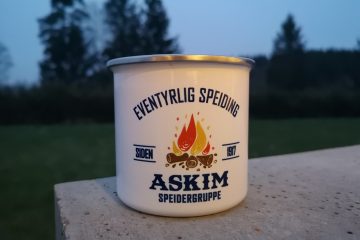 EVENTYRLIG SPEIDING
SIDEN 1917
ASKIM
SPEIDERGRUPPE